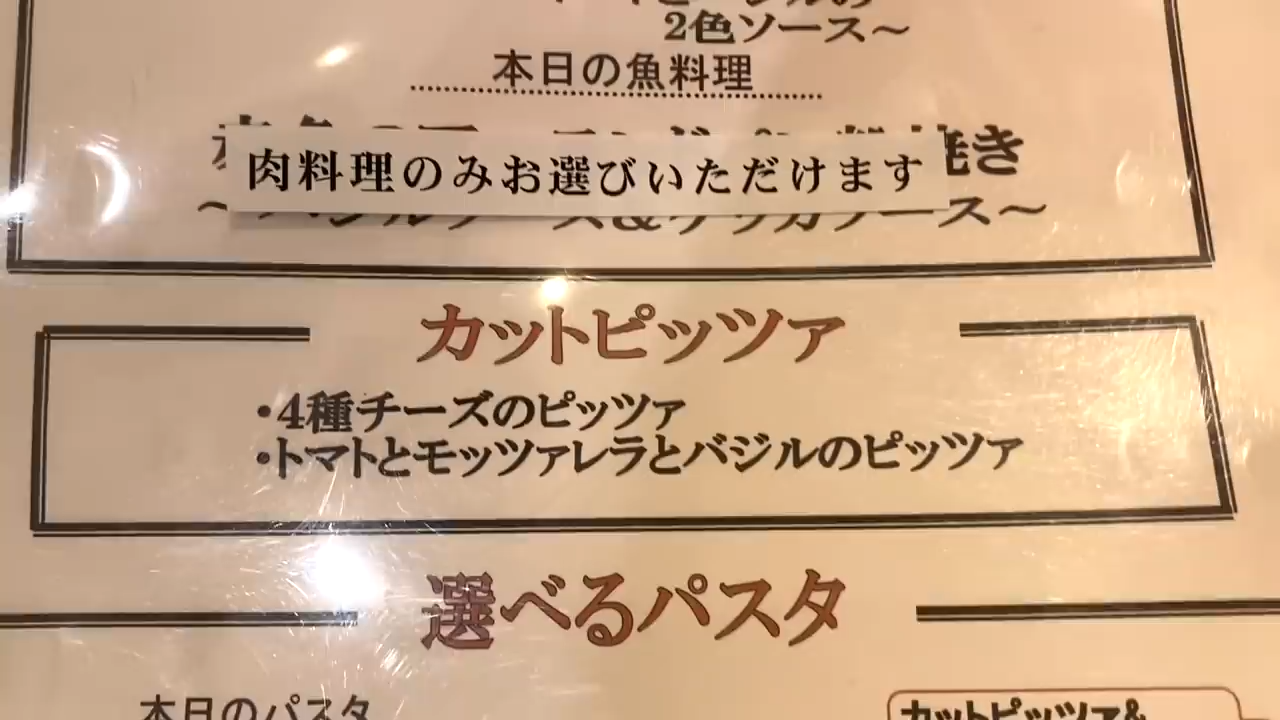 2色ソース～
本日の魚料理
焼き
肉料理のみお選びいただけます
カットピッツァ
・4種チーズのピッツァ
・トマトとモッツァレラとバジルのピッツァ
選べるパスタ
本日のパスタ
カットピッツァ&